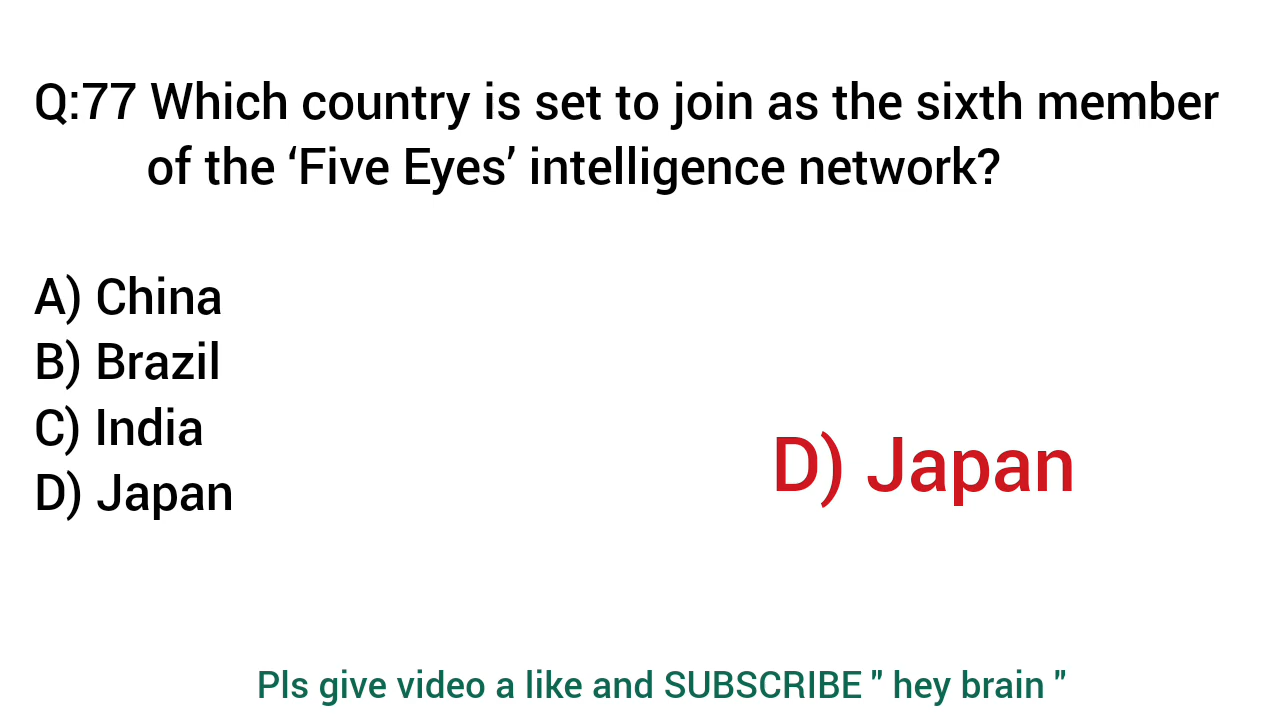 Q:77 Which country is set to join as the sixth member
of the ‘Five Eyes’ intelligence network?
A) China
B) Brazil
C) India
D) Japan
D) Japan
Pls give video a like and SUBSCRIBE " hey brain "